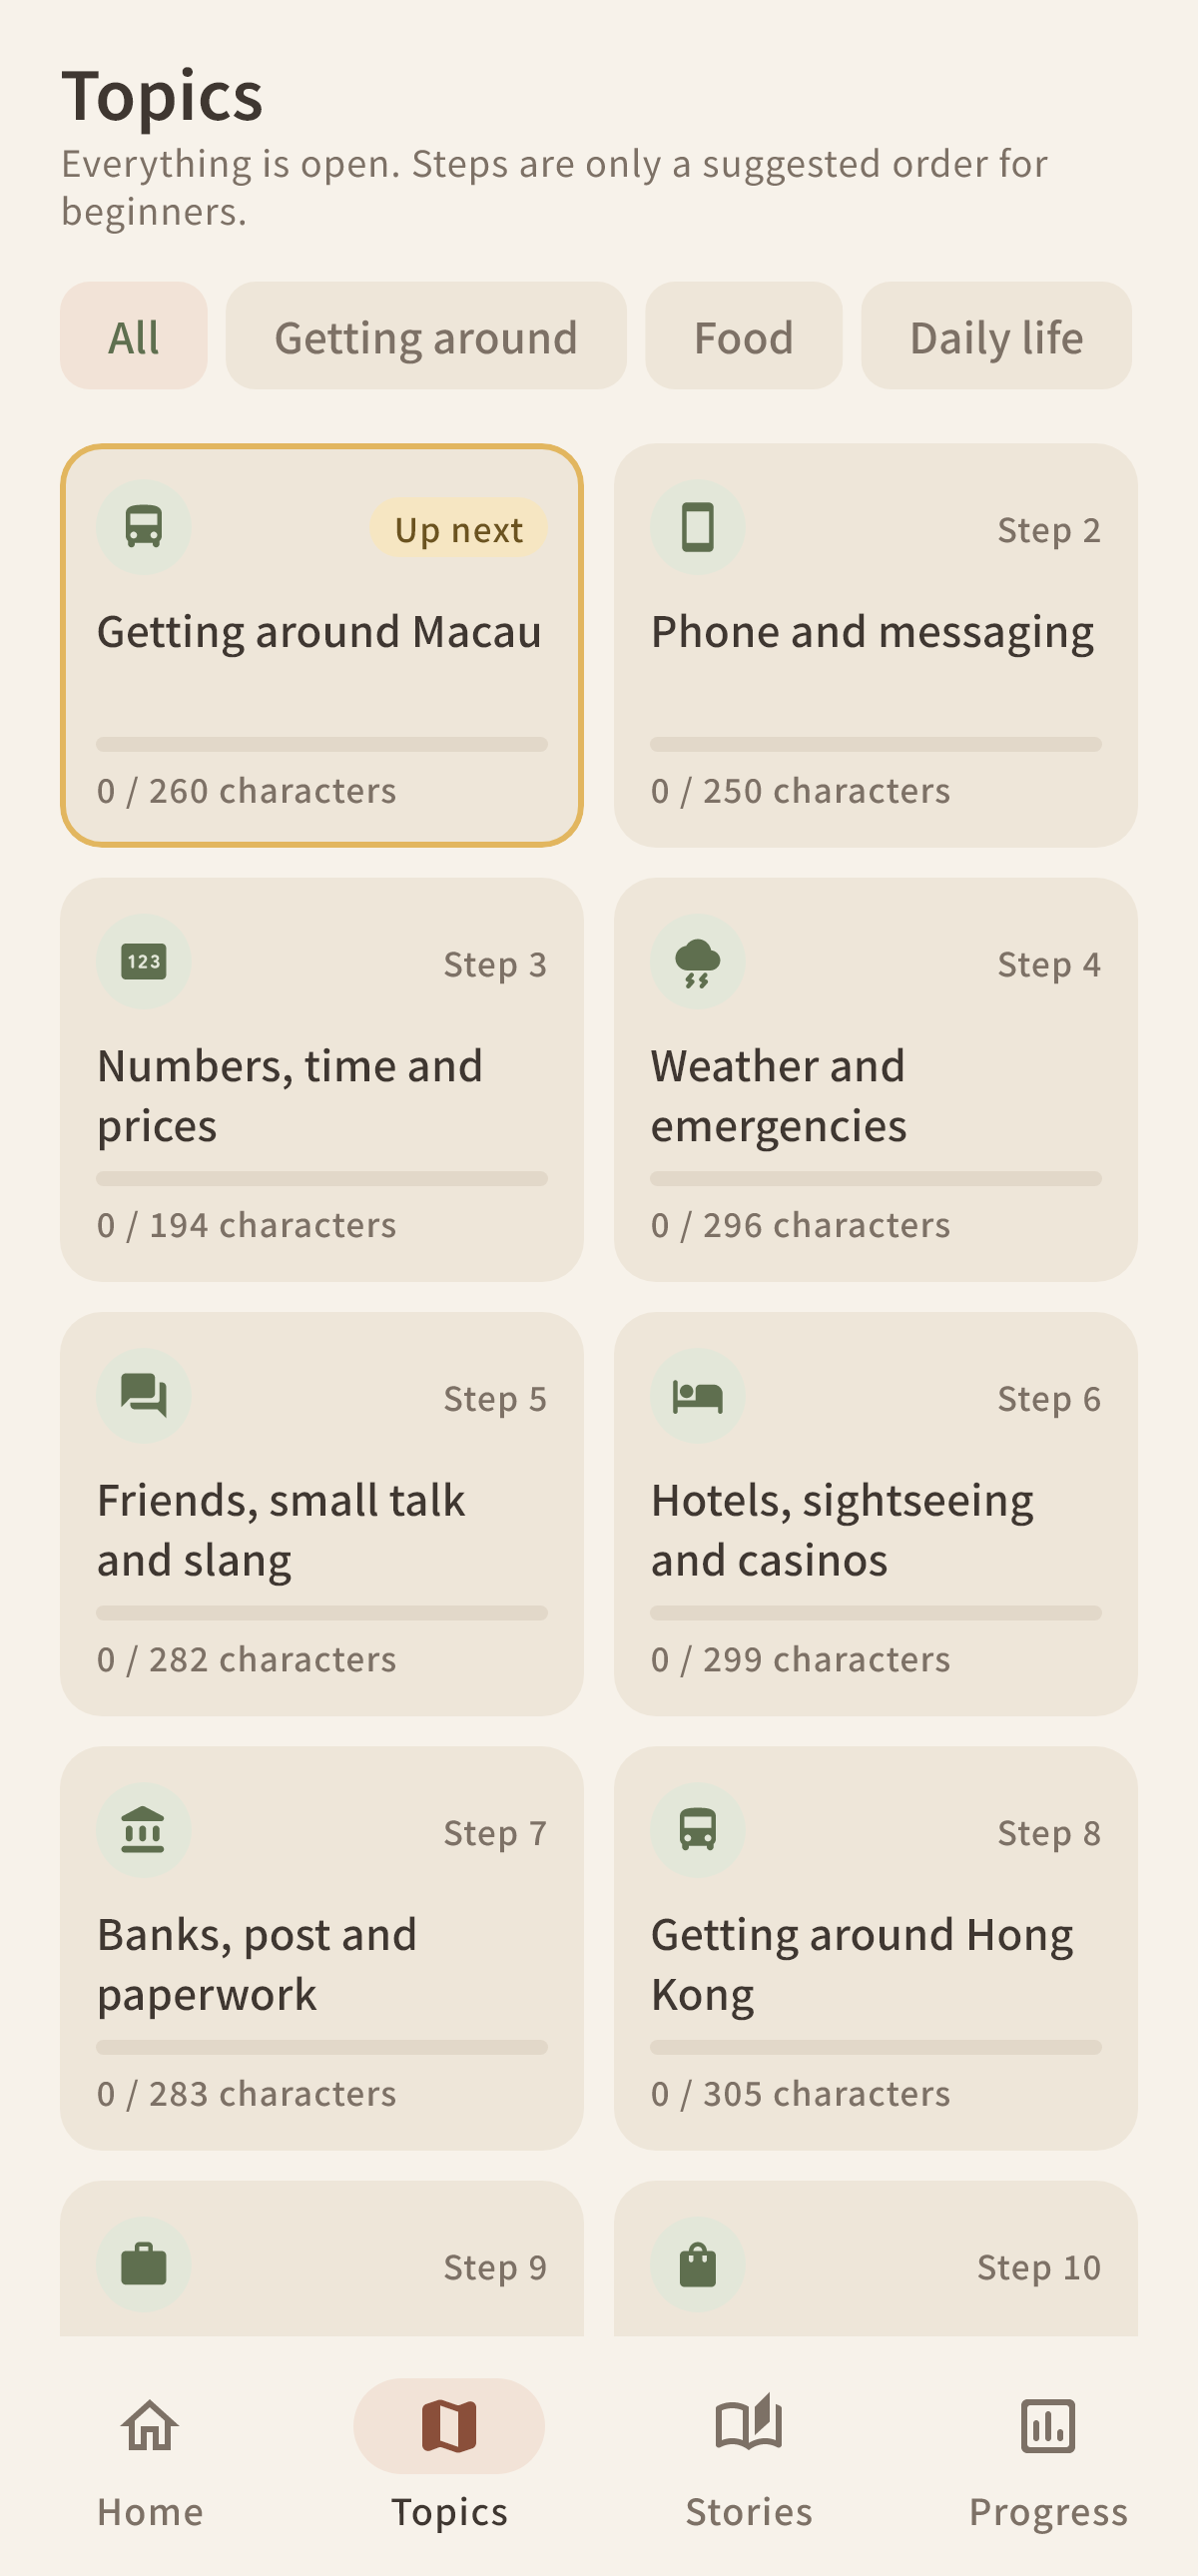 Topics
Everything is open. Steps are only a suggested order for
beginners.
All
Getting around
Food
Daily life
Up next
Getting around Macau
0 / 260 characters
Step 2
Phone and messaging
0 / 250 characters
123
Step 3
Numbers, time and
prices
0 / 194 characters
Step 4
Weather and
emergencies
0 / 296 characters
Step 5
Friends, small talk
and slang
0 / 282 characters
Step 6
Hotels, sightseeing
and casinos
0 / 299 characters
Step 7
Banks, post and
paperwork
0 / 283 characters
Step 8
Getting around Hong
Kong
0 / 305 characters
Step 9
Step 10
Home
Topics
Stories
Progress